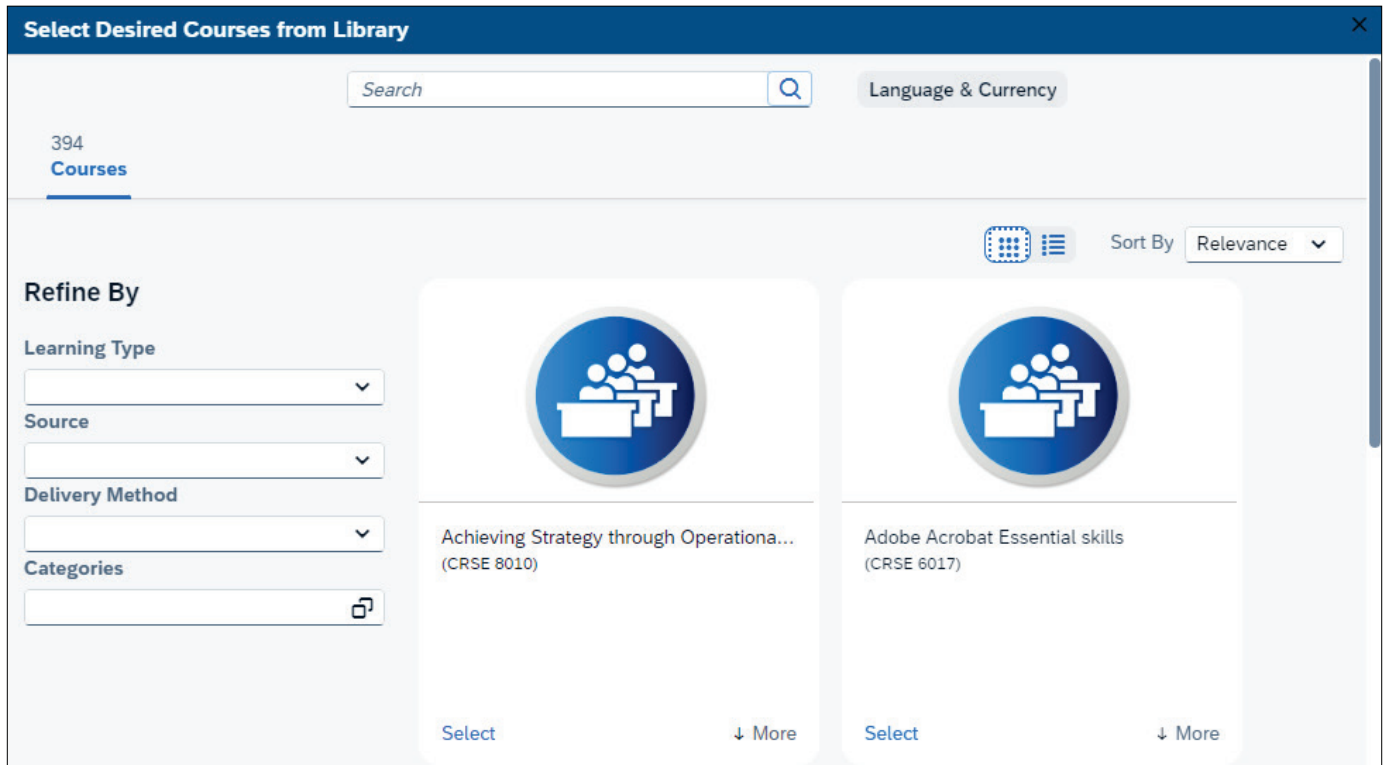 Select Desired Courses from Library
Search
Language & Currency
394
Courses
Sort By Relevance
Refine By
Learning Type
Source
Delivery Method
Categories
Achieving Strategy through Operationa...
(CRSE 8010)
Select ↓ More
Adobe Acrobat Essential skills
(CRSE 6017)
Select ↓ More